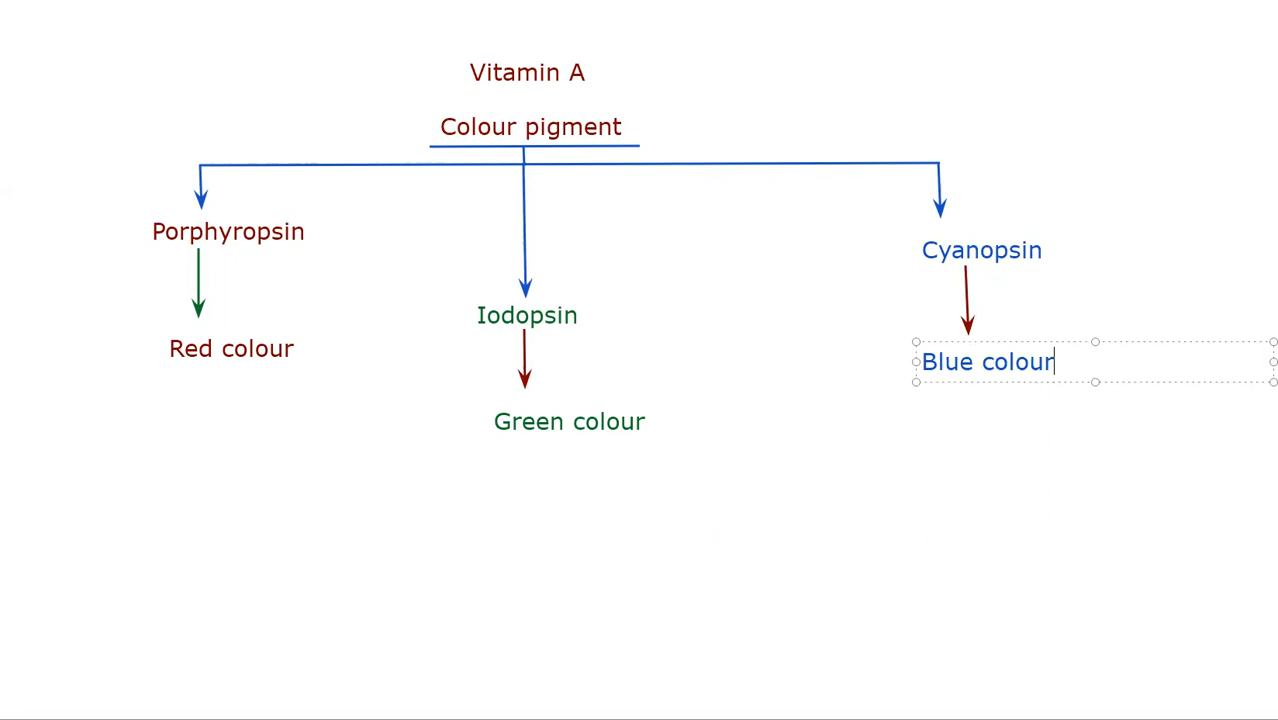 Vitamin A
Colour pigment
Porphyropsin
Cyanopsin
Iodopsin
Red colour
Blue colour
Green colour